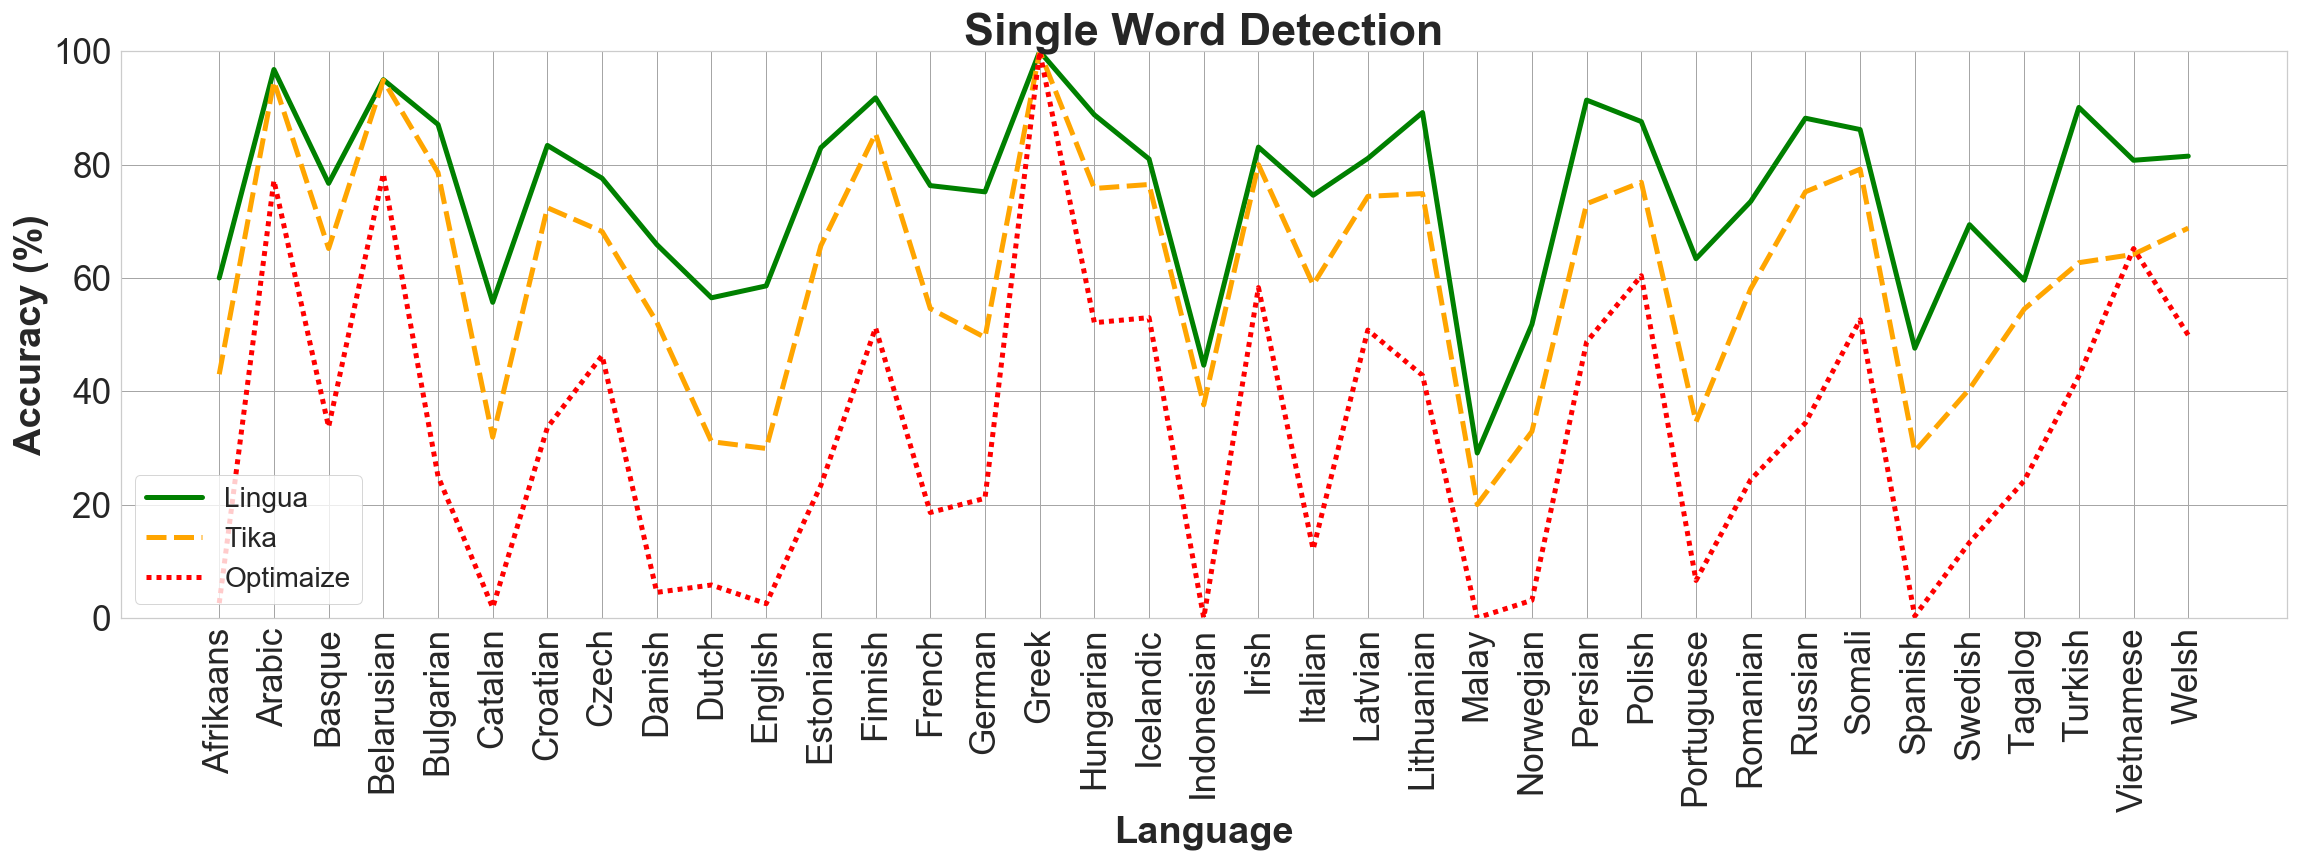 Single Word Detection
Accuracy (%)
100
80
60
40
20
0
Lingua
Tika
Optimaize
Afrikaans
Arabic
Basque
Belarusian
Bulgarian
Catalan
Croatian
Czech
Danish
Dutch
English
Estonian
Finnish
French
German
Greek
Hungarian
Icelandic
Indonesian
Irish
Italian
Latvian
Lithuanian
Malay
Norwegian
Persian
Polish
Portuguese
Romanian
Russian
Somali
Spanish
Swedish
Tagalog
Turkish
Vietnamese
Welsh
Language